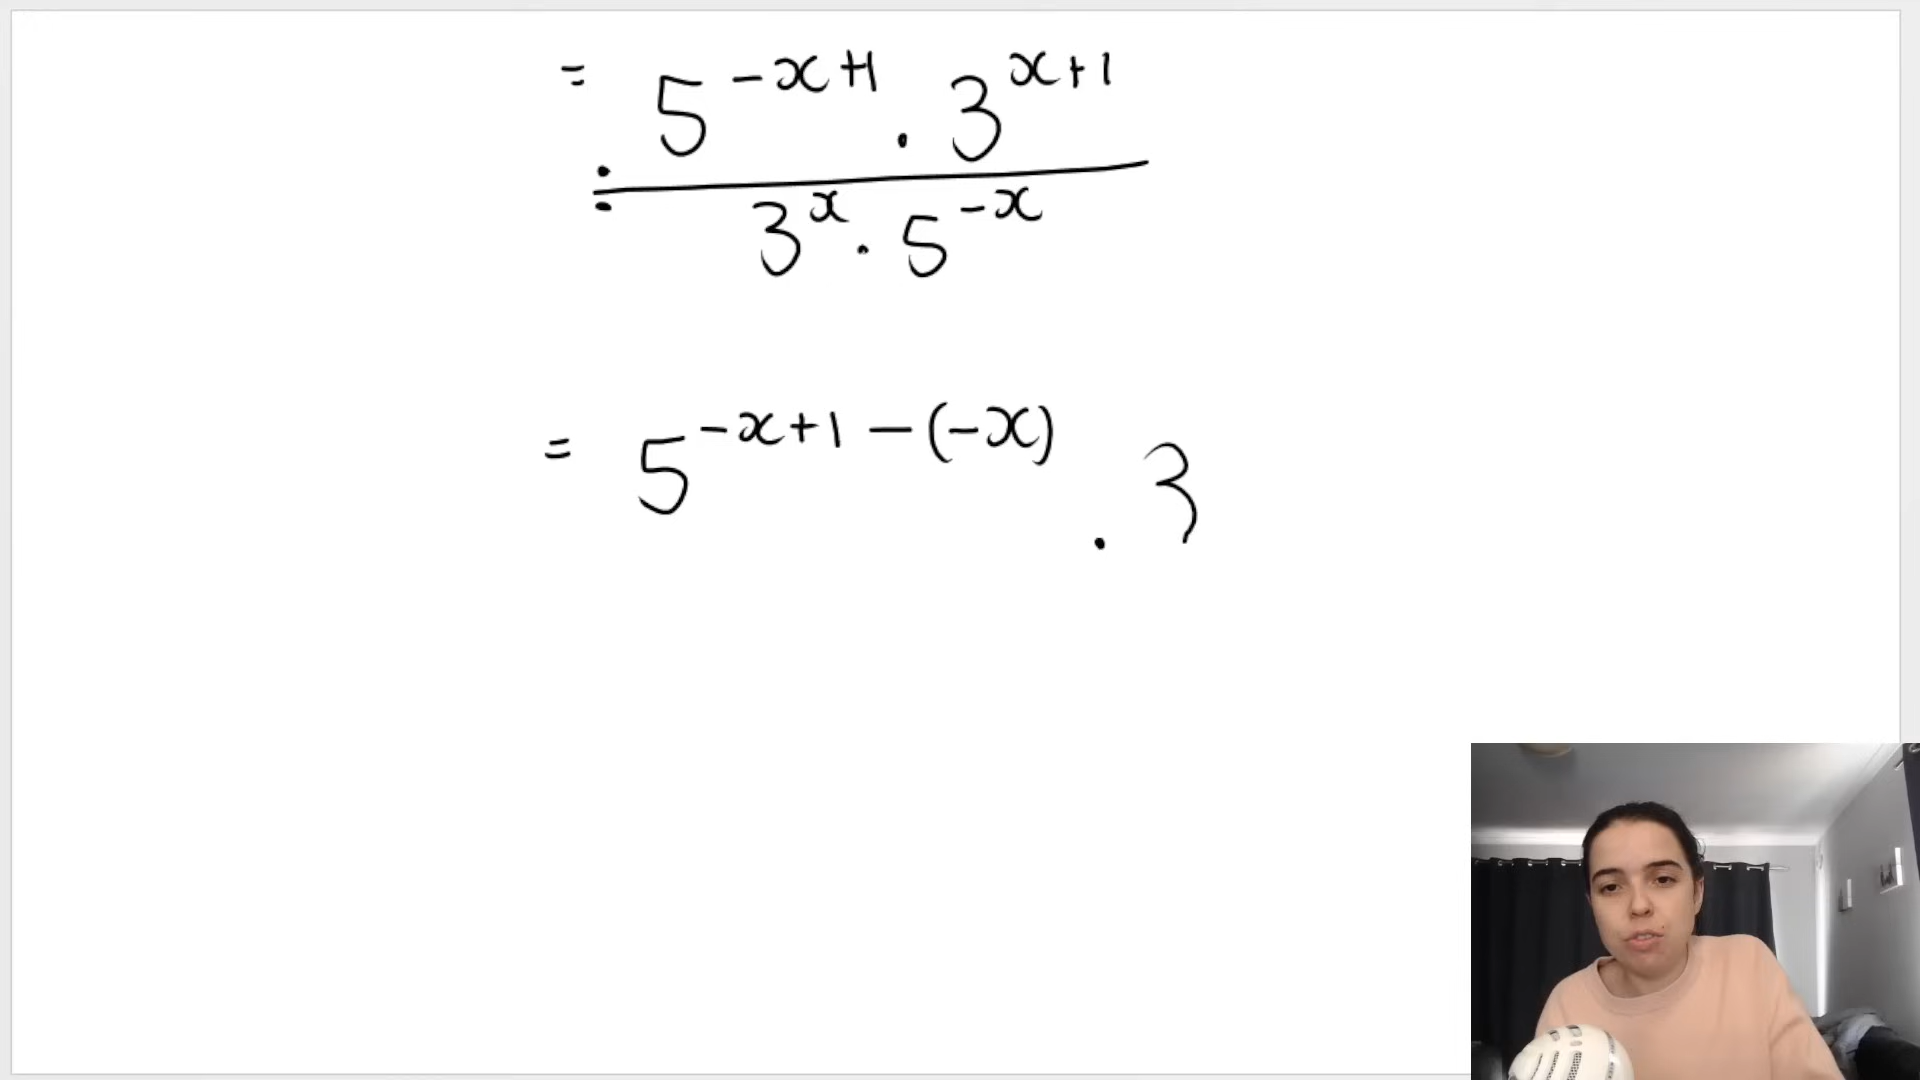 = 5^{-x+1} . 3^{x+1}
÷
3^{x} . 5^{-x}
= 5^{-x+1-(-x)} . 3